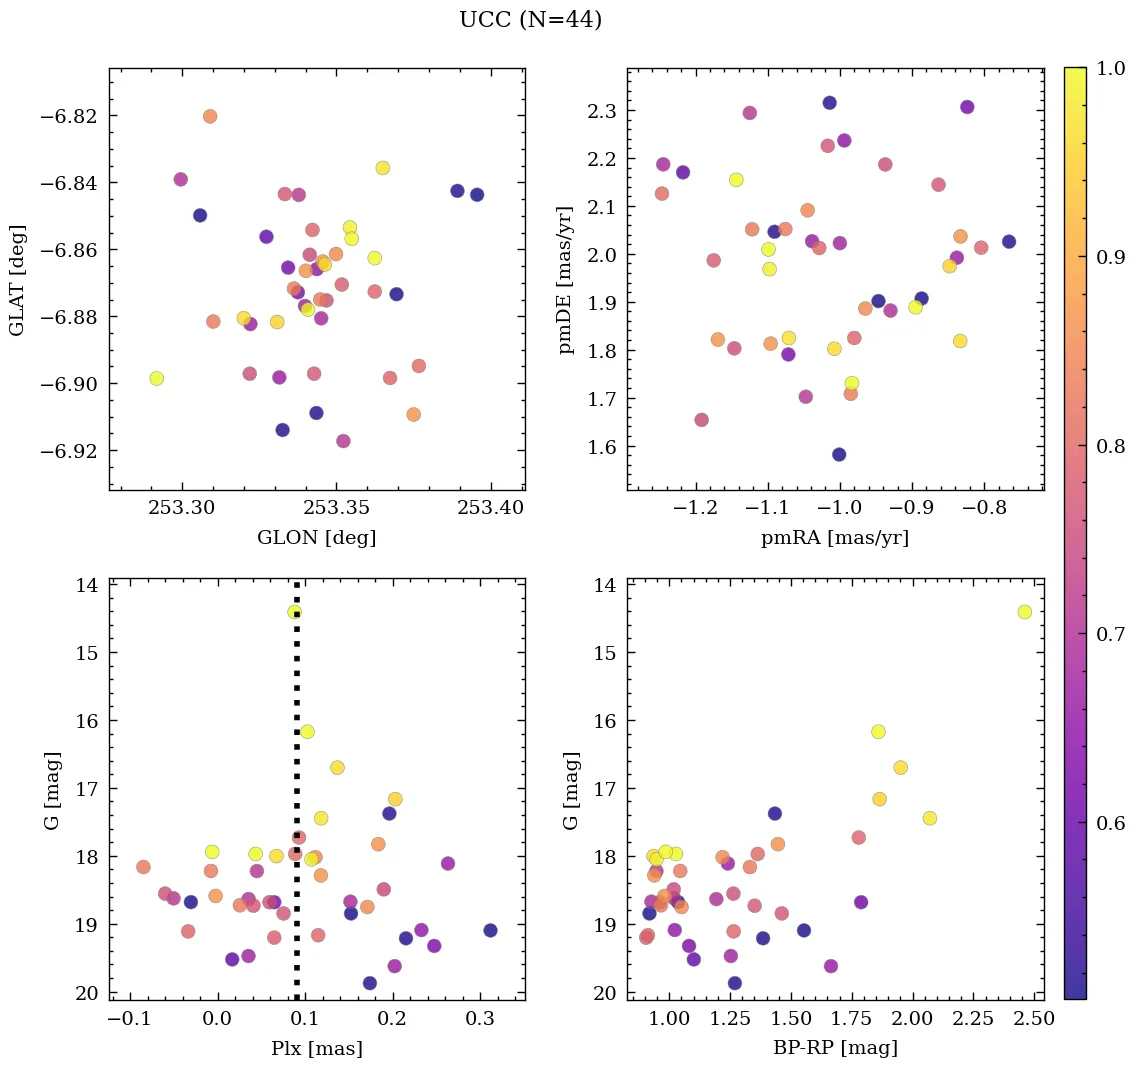 UCC (N=44)
−6.82
−6.84
−6.86
−6.88
−6.90
−6.92
GLAT [deg]
253.30 253.35 253.40
GLON [deg]
2.3
2.2
2.1
2.0
1.9
1.8
1.7
1.6
pmDE [mas/yr]
−1.2 −1.1 −1.0 −0.9 −0.8
pmRA [mas/yr]
14
15
16
17
18
19
20
G [mag]
−0.1 0.0 0.1 0.2 0.3
Plx [mas]
14
15
16
17
18
19
20
G [mag]
1.00 1.25 1.50 1.75 2.00 2.25 2.50
BP-RP [mag]
1.0
0.9
0.8
0.7
0.6